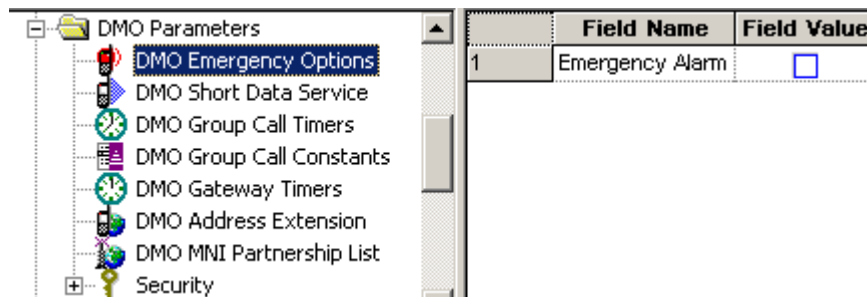 DMO Parameters
DMO Emergency Options
DMO Short Data Service
DMO Group Call Timers
DMO Group Call Constants
DMO Gateway Timers
DMO Address Extension
DMO MNI Partnership List
Security
Field Name Field Value
1 Emergency Alarm